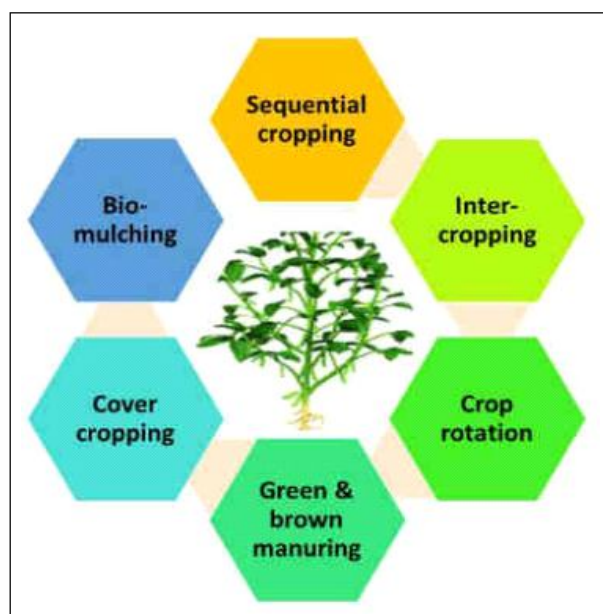 Sequential
cropping
Inter-
cropping
Crop
rotation
Green &
brown
manuring
Cover
cropping
Bio-
mulching